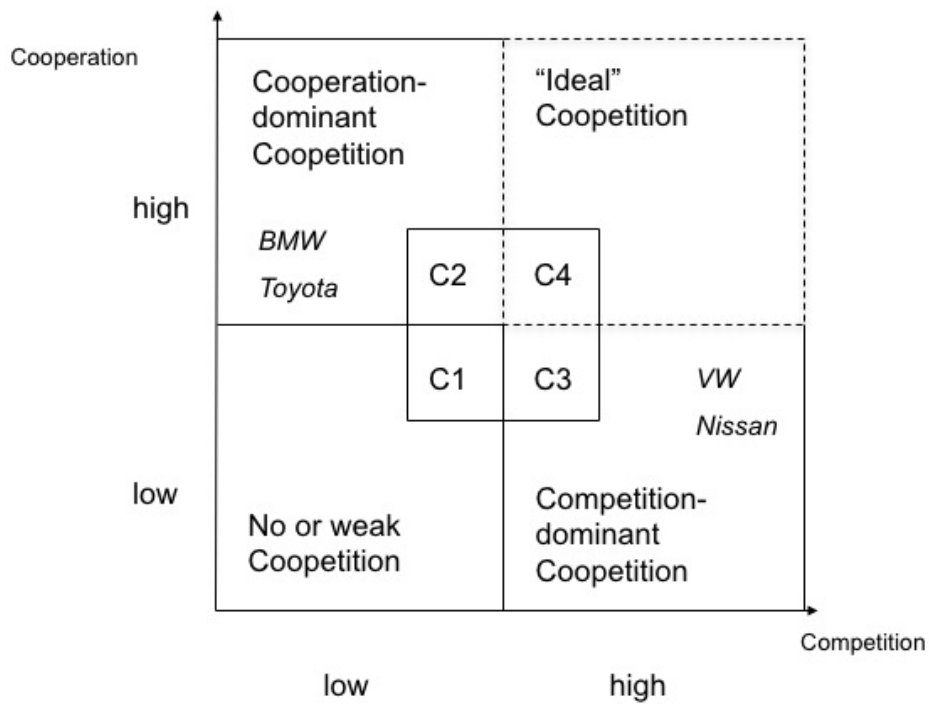 Cooperation
Cooperation-
dominant
Coopetition
“Ideal”
Coopetition
high
BMW
Toyota
C2
C4
C1
C3
VW
Nissan
low
No or weak
Coopetition
Competition-
dominant
Coopetition
Competition
low
high